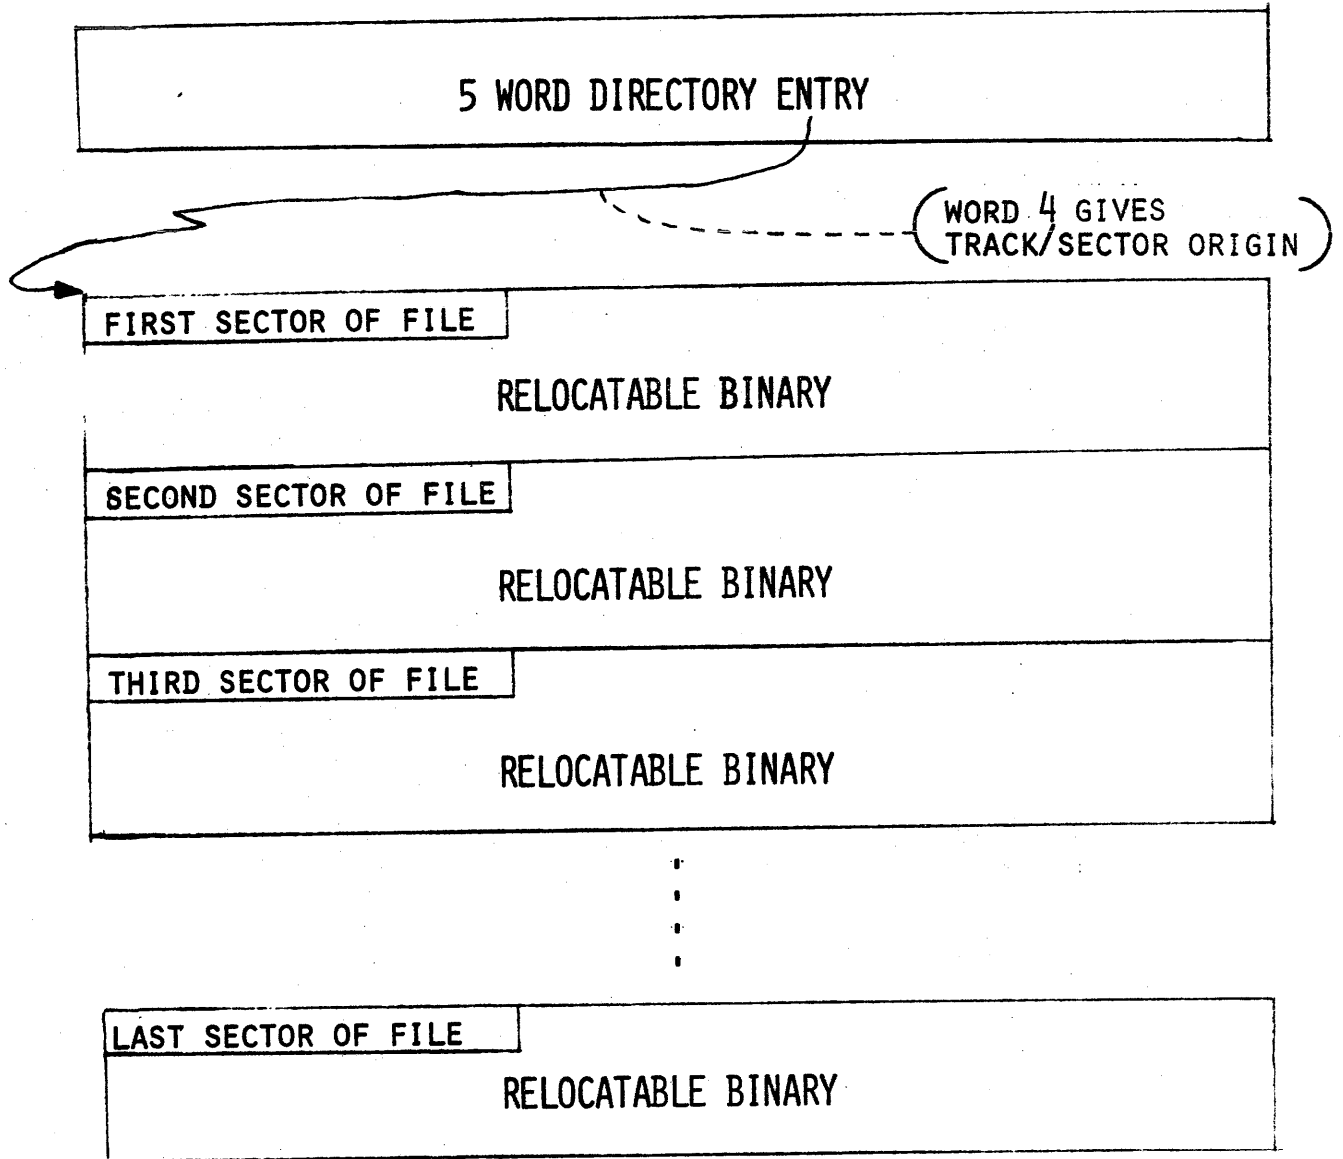 5 WORD DIRECTORY ENTRY
(WORD 4 GIVES
TRACK/SECTOR ORIGIN)
FIRST SECTOR OF FILE
RELOCATABLE BINARY
SECOND SECTOR OF FILE
RELOCATABLE BINARY
THIRD SECTOR OF FILE
RELOCATABLE BINARY
LAST SECTOR OF FILE
RELOCATABLE BINARY